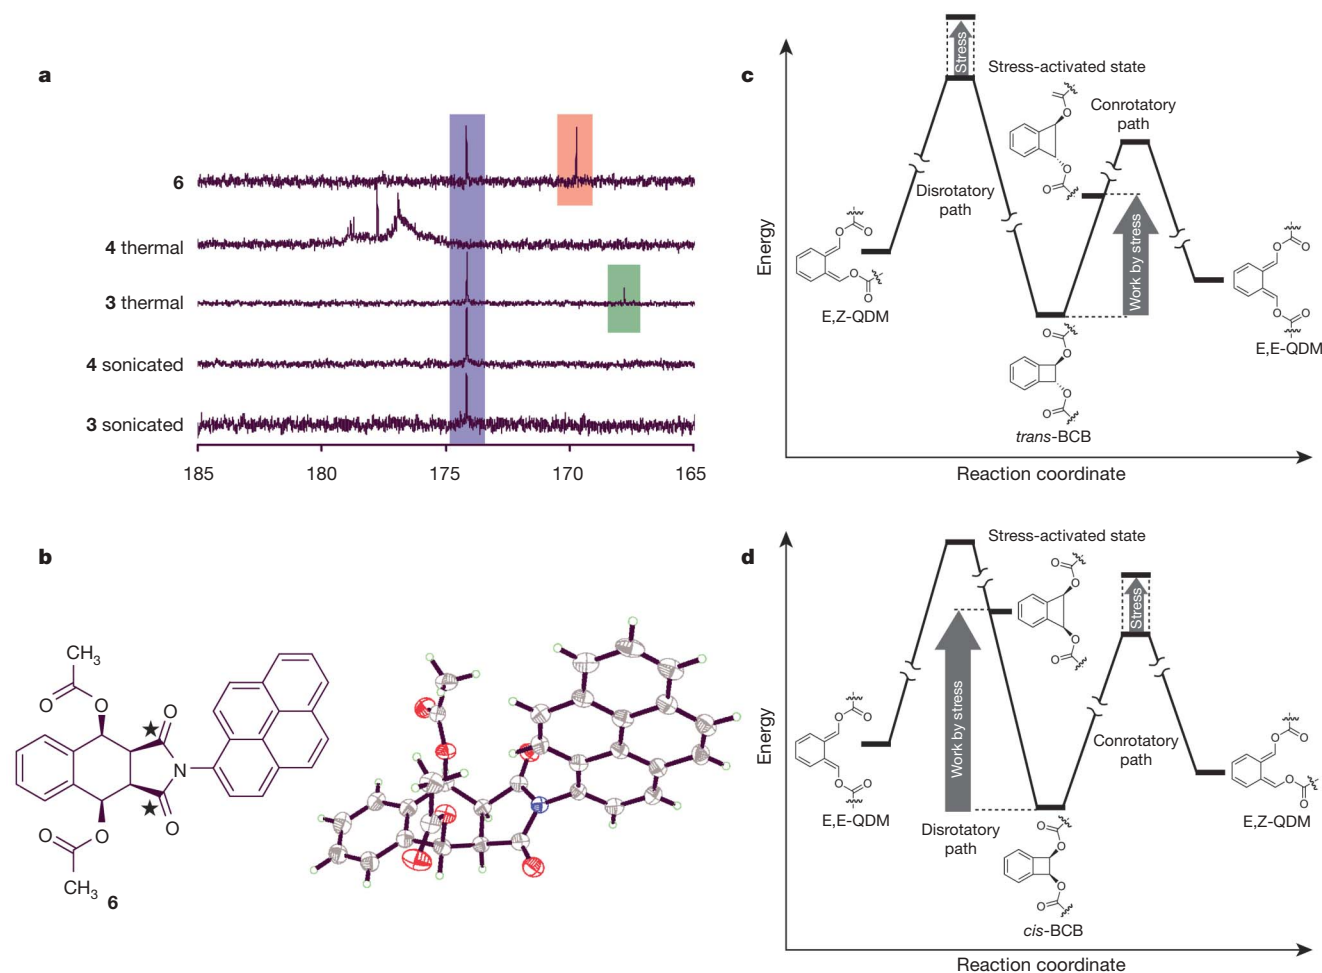 a
6
4 thermal
3 thermal
4 sonicated
3 sonicated
185
180
175
170
165
b
CH3
O
O
O
N
O
O
O
CH3
6
c
Energy
Stress
Stress-activated state
Conrotatory
path
Disrotatory
path
Work by stress
O
O
O
O
O
O
O
E,Z-QDM
O
O
O
O
trans-BCB
O
O
O
O
E,E-QDM
Reaction coordinate
d
Energy
Stress-activated state
Stress
Work by stress
Conrotatory
path
Disrotatory
path
O
O
O
O
O
O
O
O
E,E-QDM
O
O
O
O
cis-BCB
O
O
O
O
E,Z-QDM
Reaction coordinate